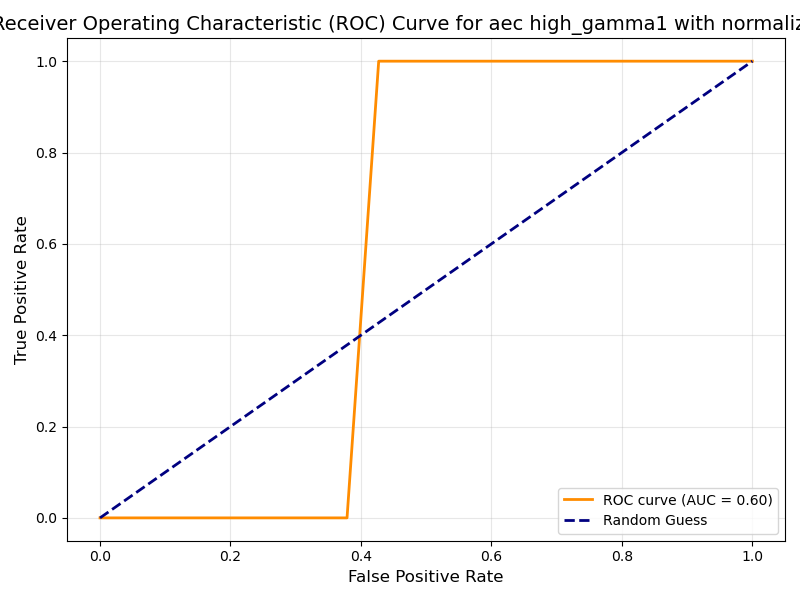 Receiver Operating Characteristic (ROC) Curve for aec high_gamma1 with normaliz
1.0
0.8
0.6
0.4
0.2
0.0
True Positive Rate
ROC curve (AUC = 0.60)
Random Guess
0.0 0.2 0.4 0.6 0.8 1.0
False Positive Rate